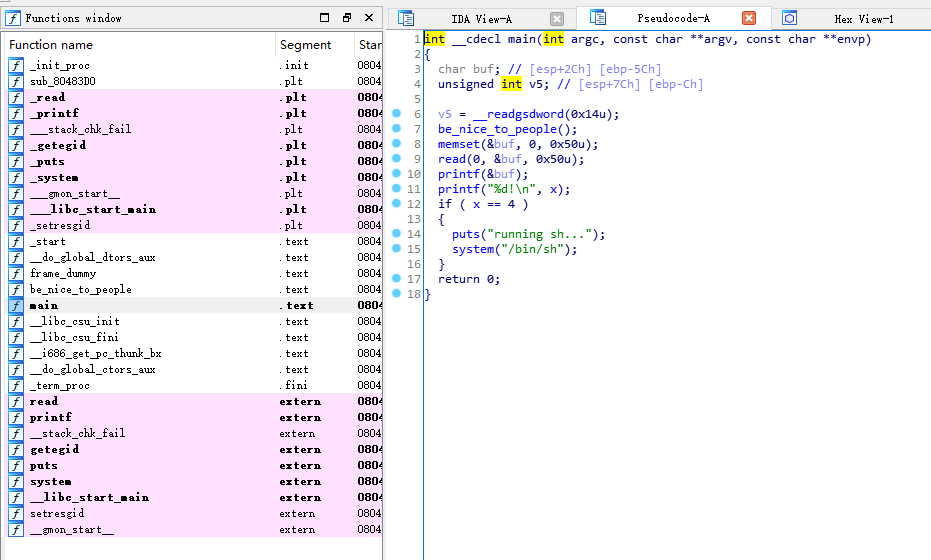 Functions window
Function name Segment Star
f _init_proc .init 0804
f sub_80483D0 .plt 0804
f _read .plt 0804
f _printf .plt 0804
f ___stack_chk_fail .plt 0804
f _getegid .plt 0804
f _puts .plt 0804
f _system .plt 0804
f ___gmon_start__ .plt 0804
f ___libc_start_main .plt 0804
f _setresgid .plt 0804
f _start .text 0804
f __do_global_dtors_aux .text 0804
f frame_dummy .text 0804
f be_nice_to_people .text 0804
f main .text 0804
f __libc_csu_init .text 0804
f __libc_csu_fini .text 0804
f __i686_get_pc_thunk_bx .text 0804
f __do_global_ctors_aux .text 0804
f _term_proc .fini 0804
f read extern 0804
f printf extern 0804
f __stack_chk_fail extern 0804
f getegid extern 0804
f puts extern 0804
f system extern 0804
f __libc_start_main extern 0804
f setresgid extern 0804
f __gmon_start__ extern 0804
IDA View-A Pseudocode-A Hex View-1
1 int __cdecl main(int argc, const char **argv, const char **envp)
2 {
3 char buf; // [esp+2Ch] [ebp-5Ch]
4 unsigned int v5; // [esp+7Ch] [ebp-Ch]
5
6 v5 = __readgsdword(0x14u);
7 be_nice_to_people();
8 memset(&buf, 0, 0x50u);
9 read(0, &buf, 0x50u);
10 printf(&buf);
11 printf("%d!\n", x);
12 if ( x == 4 )
13 {
14 puts("running sh...");
15 system("/bin/sh");
16 }
17 return 0;
18 }